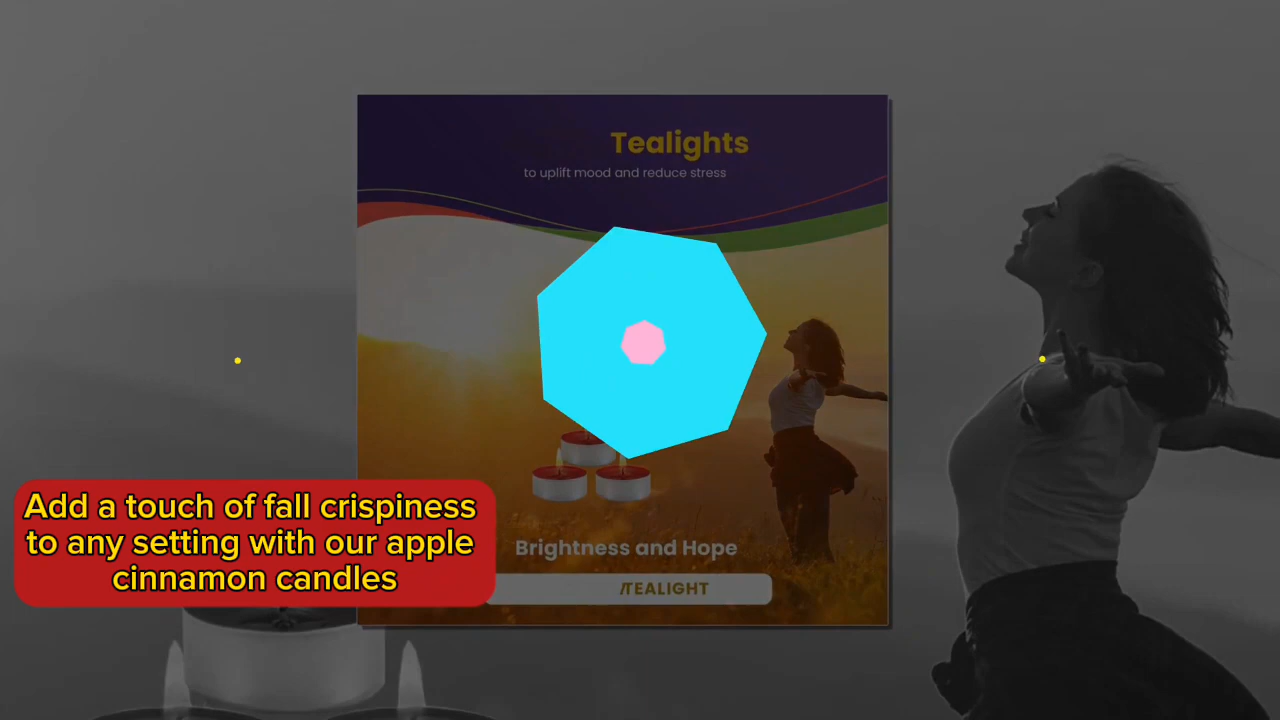 Tealights
to uplift mood and reduce stress
Add a touch of fall crispiness
to any setting with our apple
cinnamon candles
Brightness and Hope
/TEALIGHT